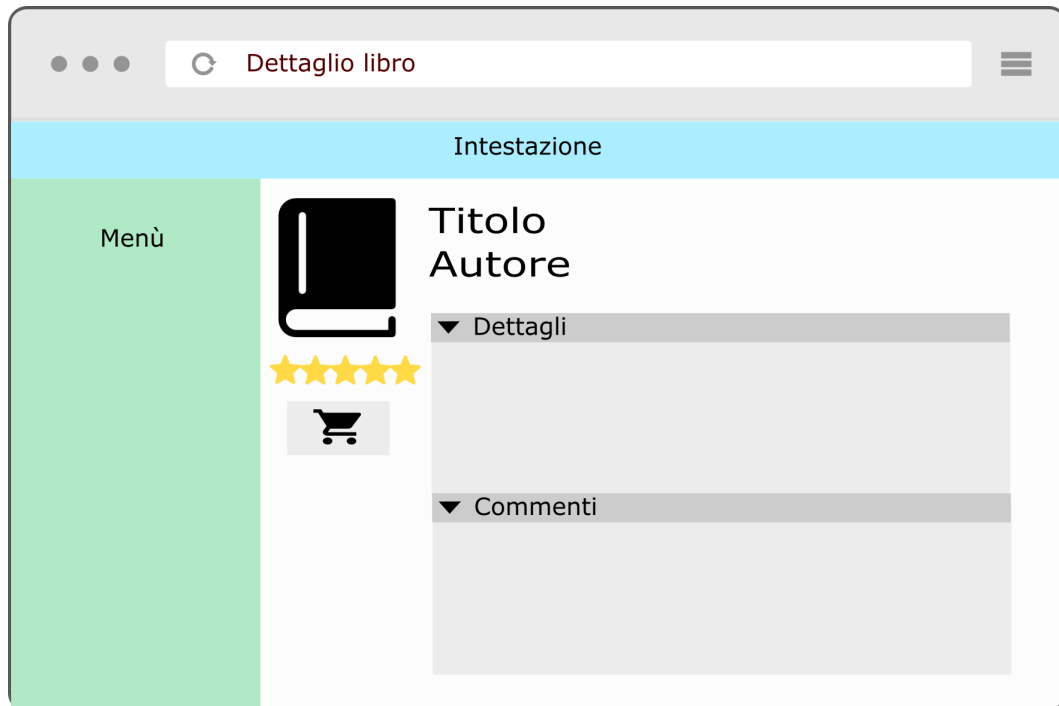 Dettaglio libro
Intestazione
Menù
Titolo
Autore
Dettagli
Commenti